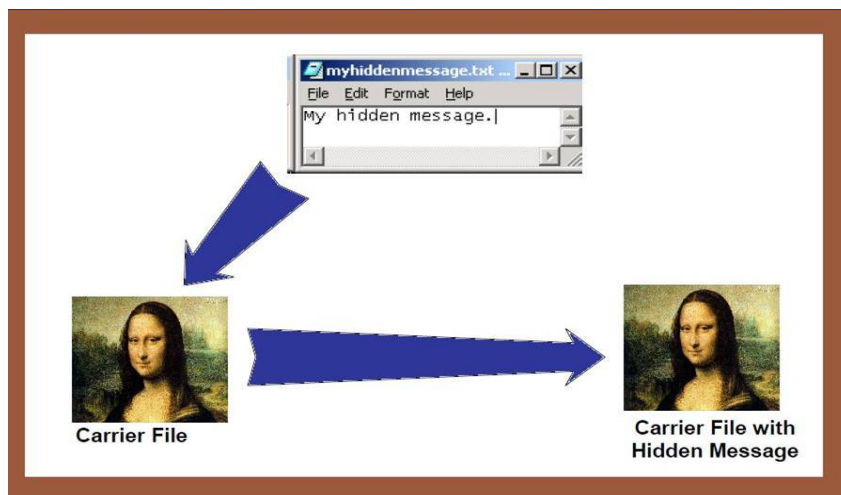 myhiddenmessage.txt ...
File Edit Format Help
My hidden message.
Carrier File
Carrier File with
Hidden Message